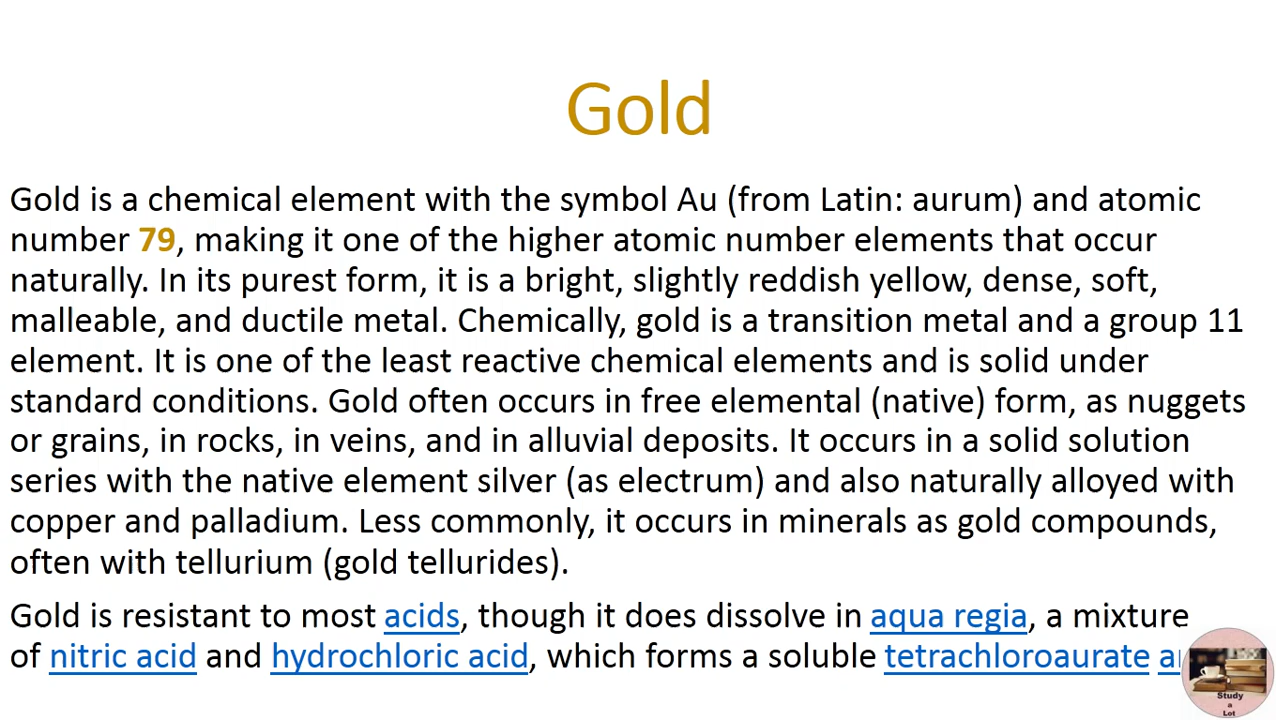 Gold
Gold is a chemical element with the symbol Au (from Latin: aurum) and atomic
number 79, making it one of the higher atomic number elements that occur
naturally. In its purest form, it is a bright, slightly reddish yellow, dense, soft,
malleable, and ductile metal. Chemically, gold is a transition metal and a group 11
element. It is one of the least reactive chemical elements and is solid under
standard conditions. Gold often occurs in free elemental (native) form, as nuggets
or grains, in rocks, in veins, and in alluvial deposits. It occurs in a solid solution
series with the native element silver (as electrum) and also naturally alloyed with
copper and palladium. Less commonly, it occurs in minerals as gold compounds,
often with tellurium (gold tellurides).
Gold is resistant to most acids, though it does dissolve in aqua regia, a mixture
of nitric acid and hydrochloric acid, which forms a soluble tetrachloroaurate
Study
a
Lot